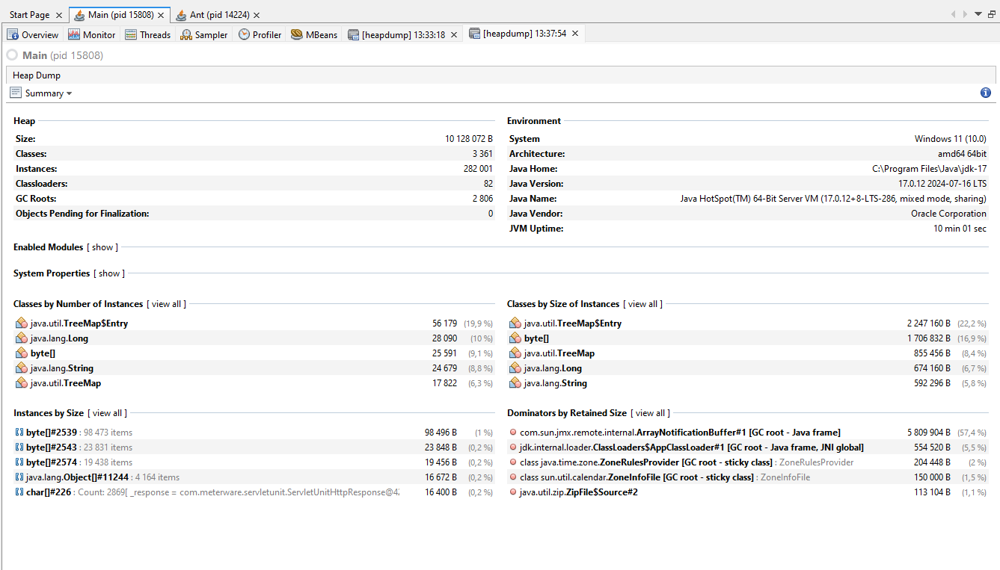 Start Page
Main (pid 15808)
Ant (pid 14224)
Overview
Monitor
Threads
Sampler
Profiler
MBeans
[heapdump] 13:33:18
[heapdump] 13:37:54
Main (pid 15808)
Heap Dump
Summary
Heap
Size: 10 128 072 B
Classes: 3 361
Instances: 282 001
Classloaders: 82
GC Roots: 2 806
Objects Pending for Finalization: 0
Environment
System Windows 11 (10.0)
Architecture: amd64 64bit
Java Home: C:\Program Files\Java\jdk-17
Java Version: 17.0.12 2024-07-16 LTS
Java Name: Java HotSpot(TM) 64-Bit Server VM (17.0.12+8-LTS-286, mixed mode, sharing)
Java Vendor: Oracle Corporation
JVM Uptime: 10 min 01 sec
Enabled Modules [ show ]
System Properties [ show ]
Classes by Number of Instances [ view all ]
java.util.TreeMap$Entry 56 179 (19,9 %)
java.lang.Long 28 090 (10 %)
byte[] 25 591 (9,1 %)
java.lang.String 24 679 (8,8 %)
java.util.TreeMap 17 822 (6,3 %)
Classes by Size of Instances [ view all ]
java.util.TreeMap$Entry 2 247 160 B (22,2 %)
byte[] 1 706 832 B (16,9 %)
java.util.TreeMap 855 456 B (8,4 %)
java.lang.Long 674 160 B (6,7 %)
java.lang.String 592 296 B (5,8 %)
Instances by Size [ view all ]
byte[]#2539 : 98 473 items 98 496 B (1 %)
byte[]#2543 : 23 831 items 23 848 B (0,2 %)
byte[]#2574 : 19 438 items 19 456 B (0,2 %)
java.lang.Object[]#11244 : 4 164 items 16 672 B (0,2 %)
char[]#226 : Count: 2869[ _response = com.meterware.servletunit.ServletUnitHttpResponse@42 16 400 B (0,2 %)
Dominators by Retained Size [ view all ]
com.sun.jmx.remote.internal.ArrayNotificationBuffer#1 [GC root - Java frame] 5 809 904 B (57,4 %)
jdk.internal.loader.ClassLoaders$AppClassLoader#1 [GC root - Java frame, JNI global] 554 520 B (5,5 %)
class java.time.zone.ZoneRulesProvider [GC root - sticky class] : ZoneRulesProvider 204 448 B (2 %)
class sun.util.calendar.ZoneInfoFile [GC root - sticky class] : ZoneInfoFile 150 000 B (1,5 %)
java.util.zip.ZipFile$Source#2 113 104 B (1,1 %)